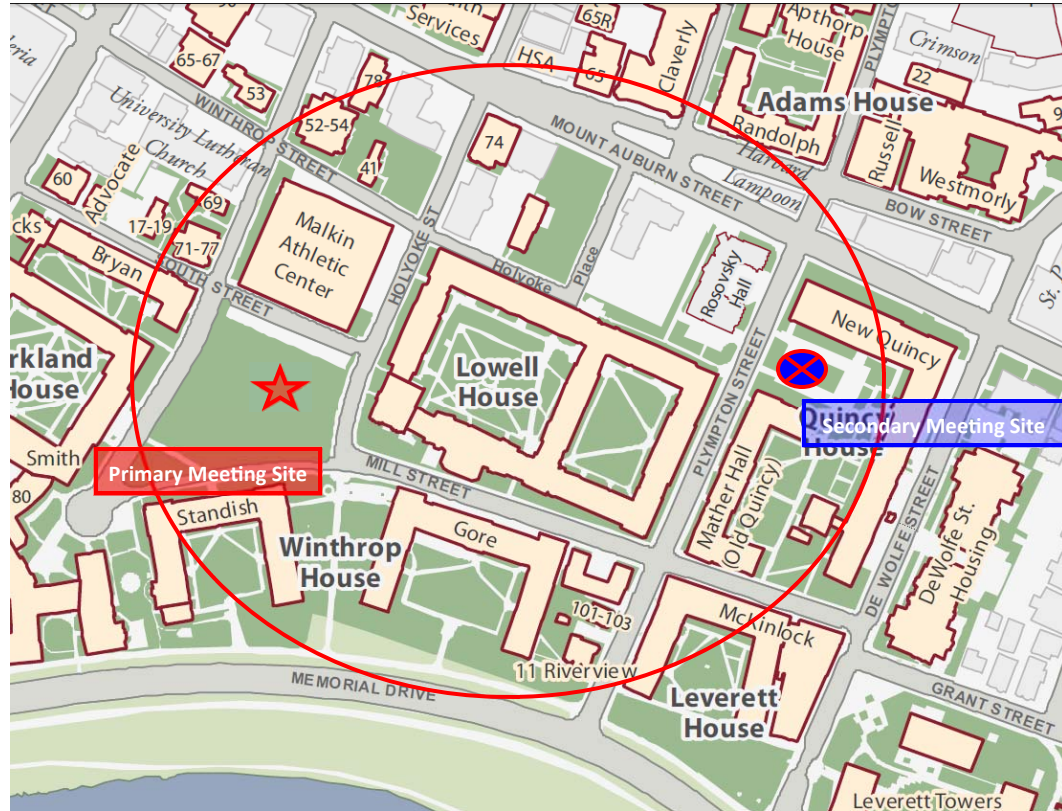 Services
65R
Apthorp
House
PLYMPTON
Crimson
HSA
65
Claverly
22
65-67
53
78
Adams House
WINTHROP STREET
52-54
University Lutheran
Church
MOUNT AUBURN STREET
Randolph
Harvard
Lampoon
Russell
Westmorly
41
74
BOW STREET
60
Advocate
69
17-19
71-77
Malkin
Athletic
Center
HOLYOKE ST
Holyoke
Place
Rosovsky
Hall
cks
Bryan
SOUTH STREET
New Quincy
rkland
House
Lowell
House
PLYMPTON STREET
Quincy
House
Secondary Meeting Site
Smith
Primary Meeting Site
MILL STREET
Mather Hall
(Old Quincy)
80
Standish
Gore
Winthrop
House
DE WOLFE STREET
DeWolfe St.
Housing
101-103
McKinlock
11 Riverview
MEMORIAL DRIVE
Leverett
House
GRANT STREET
Leverett Towers